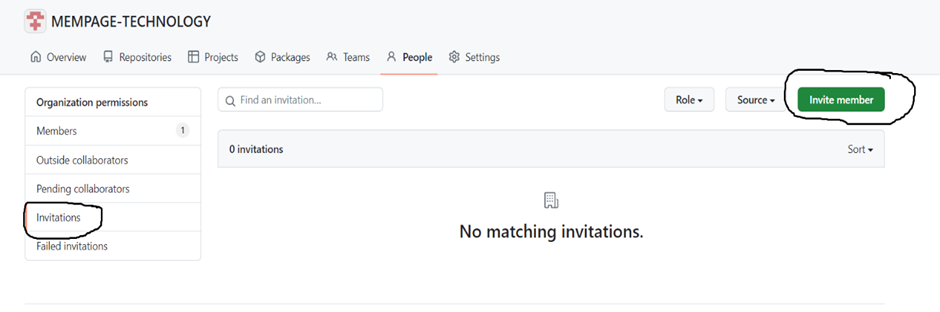 MEMPAGE-TECHNOLOGY
Overview Repositories Projects Packages Teams People Settings
Organization permissions
Members 1
Outside collaborators
Pending collaborators
Invitations
Failed invitations
Find an invitation...
Role Source Invite member
0 invitations Sort
No matching invitations.